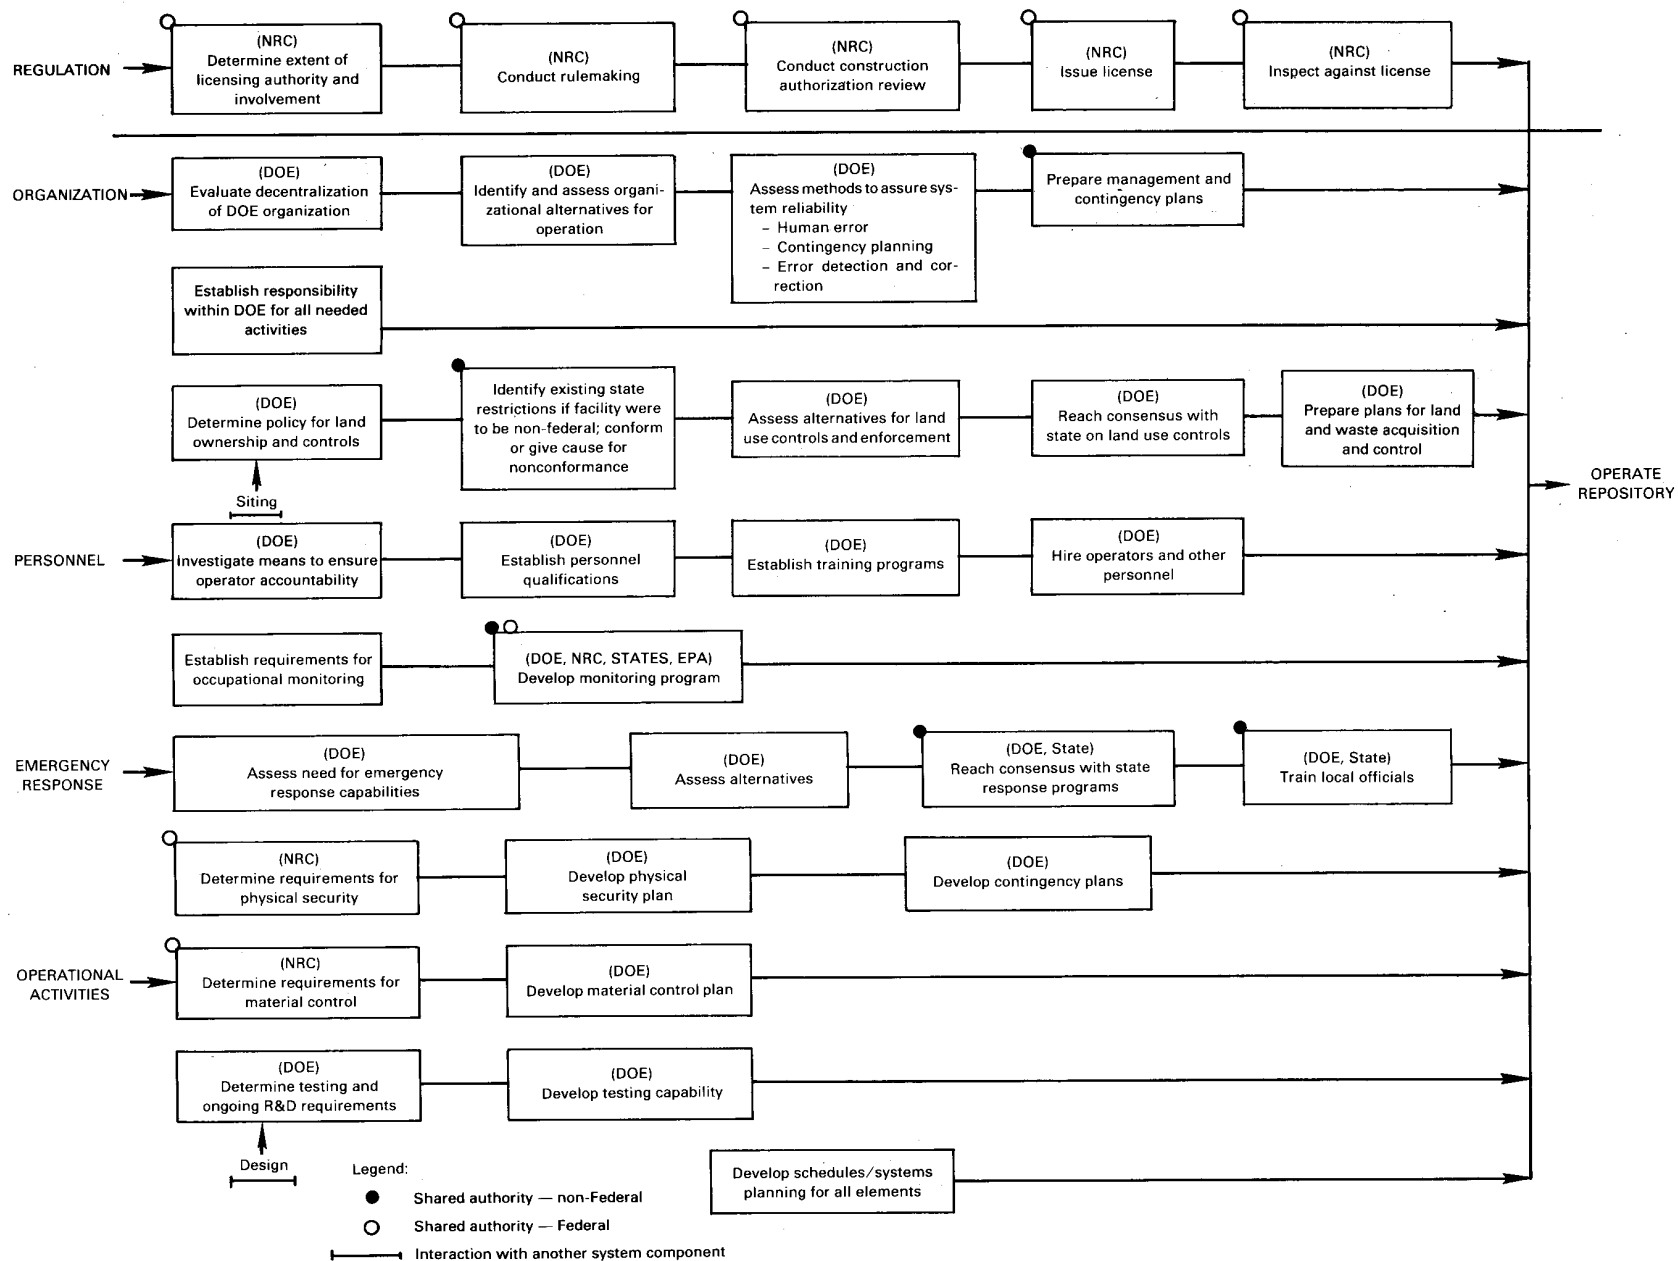 REGULATION
(NRC)
Determine extent of
licensing authority and
involvement
(NRC)
Conduct rulemaking
(NRC)
Conduct construction
authorization review
(NRC)
Issue license
(NRC)
Inspect against license
ORGANIZATION
(DOE)
Evaluate decentralization
of DOE organization
(DOE)
Identify and assess organi-
zational alternatives for
operation
(DOE)
Assess methods to assure sys-
tem reliability
– Human error
– Contingency planning
– Error detection and cor-
rection
Prepare management and
contingency plans
Establish responsibility
within DOE for all needed
activities
(DOE)
Determine policy for land
ownership and controls
Siting
Identify existing state
restrictions if facility were
to be non-federal; conform
or give cause for
nonconformance
(DOE)
Assess alternatives for land
use controls and enforcement
(DOE)
Reach consensus with
state on land use controls
(DOE)
Prepare plans for land
and waste acquisition
and control
OPERATE
REPOSITORY
PERSONNEL
(DOE)
Investigate means to ensure
operator accountability
(DOE)
Establish personnel
qualifications
(DOE)
Establish training programs
(DOE)
Hire operators and other
personnel
Establish requirements for
occupational monitoring
(DOE, NRC, STATES, EPA)
Develop monitoring program
EMERGENCY
RESPONSE
(DOE)
Assess need for emergency
response capabilities
(DOE)
Assess alternatives
(DOE, State)
Reach consensus with state
response programs
(DOE, State)
Train local officials
(NRC)
Determine requirements for
physical security
(DOE)
Develop physical
security plan
(DOE)
Develop contingency plans
OPERATIONAL
ACTIVITIES
(NRC)
Determine requirements for
material control
(DOE)
Develop material control plan
(DOE)
Determine testing and
ongoing R&D requirements
Design
(DOE)
Develop testing capability
Develop schedules/systems
planning for all elements
Legend:
Shared authority — non-Federal
Shared authority — Federal
Interaction with another system component